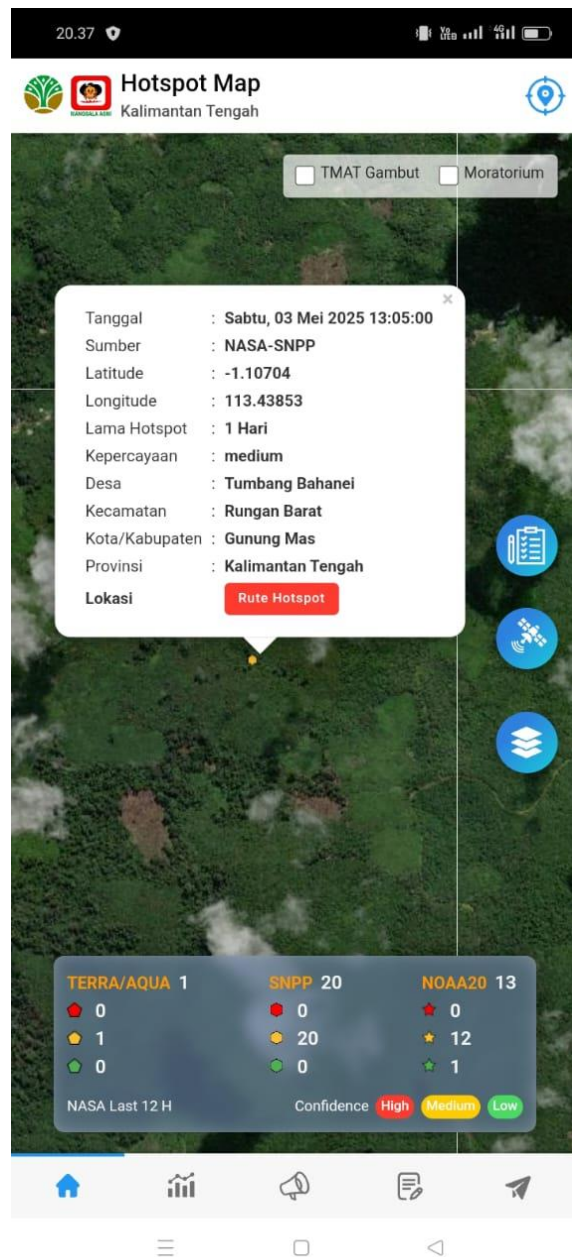 20.37
Vo LTE 4G
Hotspot Map
Kalimantan Tengah
TMAT Gambut Moratorium
×
Tanggal : Sabtu, 03 Mei 2025 13:05:00
Sumber : NASA-SNPP
Latitude : -1.10704
Longitude : 113.43853
Lama Hotspot : 1 Hari
Kepercayaan : medium
Desa : Tumbang Bahanei
Kecamatan : Rungan Barat
Kota/Kabupaten : Gunung Mas
Provinsi : Kalimantan Tengah
Lokasi Rute Hotspot
TERRA/AQUA 1 SNPP 20 NOAA20 13
0 0 0
1 20 12
0 0 1
NASA Last 12 H Confidence High Medium Low